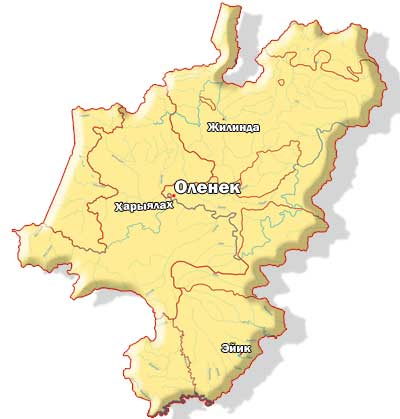 Жилинда
Оленек
Харыялах
Эйик